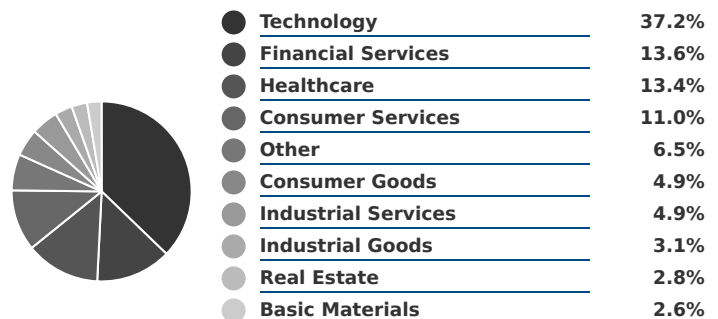 Technology 37.2%
Financial Services 13.6%
Healthcare 13.4%
Consumer Services 11.0%
Other 6.5%
Consumer Goods 4.9%
Industrial Services 4.9%
Industrial Goods 3.1%
Real Estate 2.8%
Basic Materials 2.6%